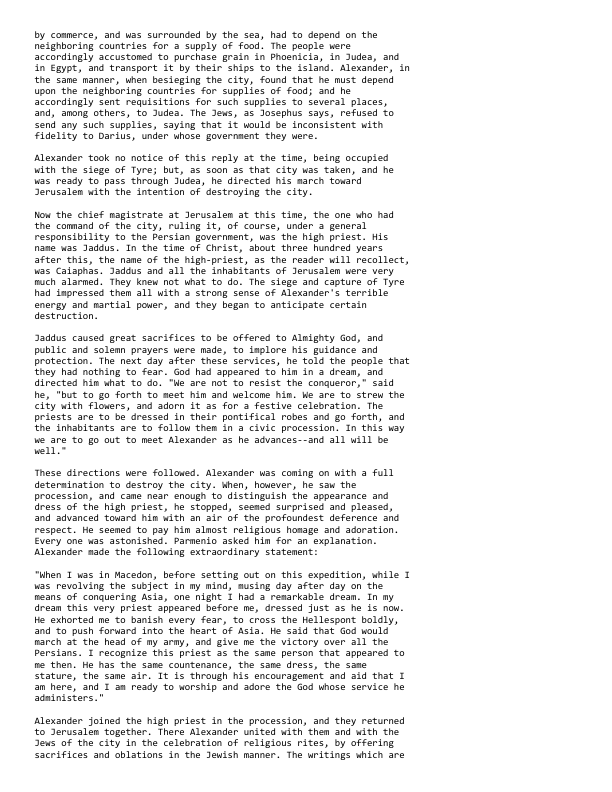 by commerce, and was surrounded by the sea, had to depend on the
neighboring countries for a supply of food. The people were
accordingly accustomed to purchase grain in Phoenicia, in Judea, and
in Egypt, and transport it by their ships to the island. Alexander, in
the same manner, when besieging the city, found that he must depend
upon the neighboring countries for supplies of food; and he
accordingly sent requisitions for such supplies to several places,
and, among others, to Judea. The Jews, as Josephus says, refused to
send any such supplies, saying that it would be inconsistent with
fidelity to Darius, under whose government they were.

Alexander took no notice of this reply at the time, being occupied
with the siege of Tyre; but, as soon as that city was taken, and he
was ready to pass through Judea, he directed his march toward
Jerusalem with the intention of destroying the city.

Now the chief magistrate at Jerusalem at this time, the one who had
the command of the city, ruling it, of course, under a general
responsibility to the Persian government, was the high priest. His
name was Jaddus. In the time of Christ, about three hundred years
after this, the name of the high-priest, as the reader will recollect,
was Caiaphas. Jaddus and all the inhabitants of Jerusalem were very
much alarmed. They knew not what to do. The siege and capture of Tyre
had impressed them all with a strong sense of Alexander's terrible
energy and martial power, and they began to anticipate certain
destruction.

Jaddus caused great sacrifices to be offered to Almighty God, and
public and solemn prayers were made, to implore his guidance and
protection. The next day after these services, he told the people that
they had nothing to fear. God had appeared to him in a dream, and
directed him what to do. "We are not to resist the conqueror," said
he, "but to go forth to meet him and welcome him. We are to strew the
city with flowers, and adorn it as for a festive celebration. The
priests are to be dressed in their pontifical robes and go forth, and
the inhabitants are to follow them in a civic procession. In this way
we are to go out to meet Alexander as he advances--and all will be
well."

These directions were followed. Alexander was coming on with a full
determination to destroy the city. When, however, he saw the
procession, and came near enough to distinguish the appearance and
dress of the high priest, he stopped, seemed surprised and pleased,
and advanced toward him with an air of the profoundest deference and
respect. He seemed to pay him almost religious homage and adoration.
Every one was astonished. Parmenio asked him for an explanation.
Alexander made the following extraordinary statement:

"When I was in Macedon, before setting out on this expedition, while I
was revolving the subject in my mind, musing day after day on the
means of conquering Asia, one night I had a remarkable dream. In my
dream this very priest appeared before me, dressed just as he is now.
He exhorted me to banish every fear, to cross the Hellespont boldly,
and to push forward into the heart of Asia. He said that God would
march at the head of my army, and give me the victory over all the
Persians. I recognize this priest as the same person that appeared to
me then. He has the same countenance, the same dress, the same
stature, the same air. It is through his encouragement and aid that I
am here, and I am ready to worship and adore the God whose service he
administers."

Alexander joined the high priest in the procession, and they returned
to Jerusalem together. There Alexander united with them and with the
Jews of the city in the celebration of religious rites, by offering
sacrifices and oblations in the Jewish manner. The writings which are